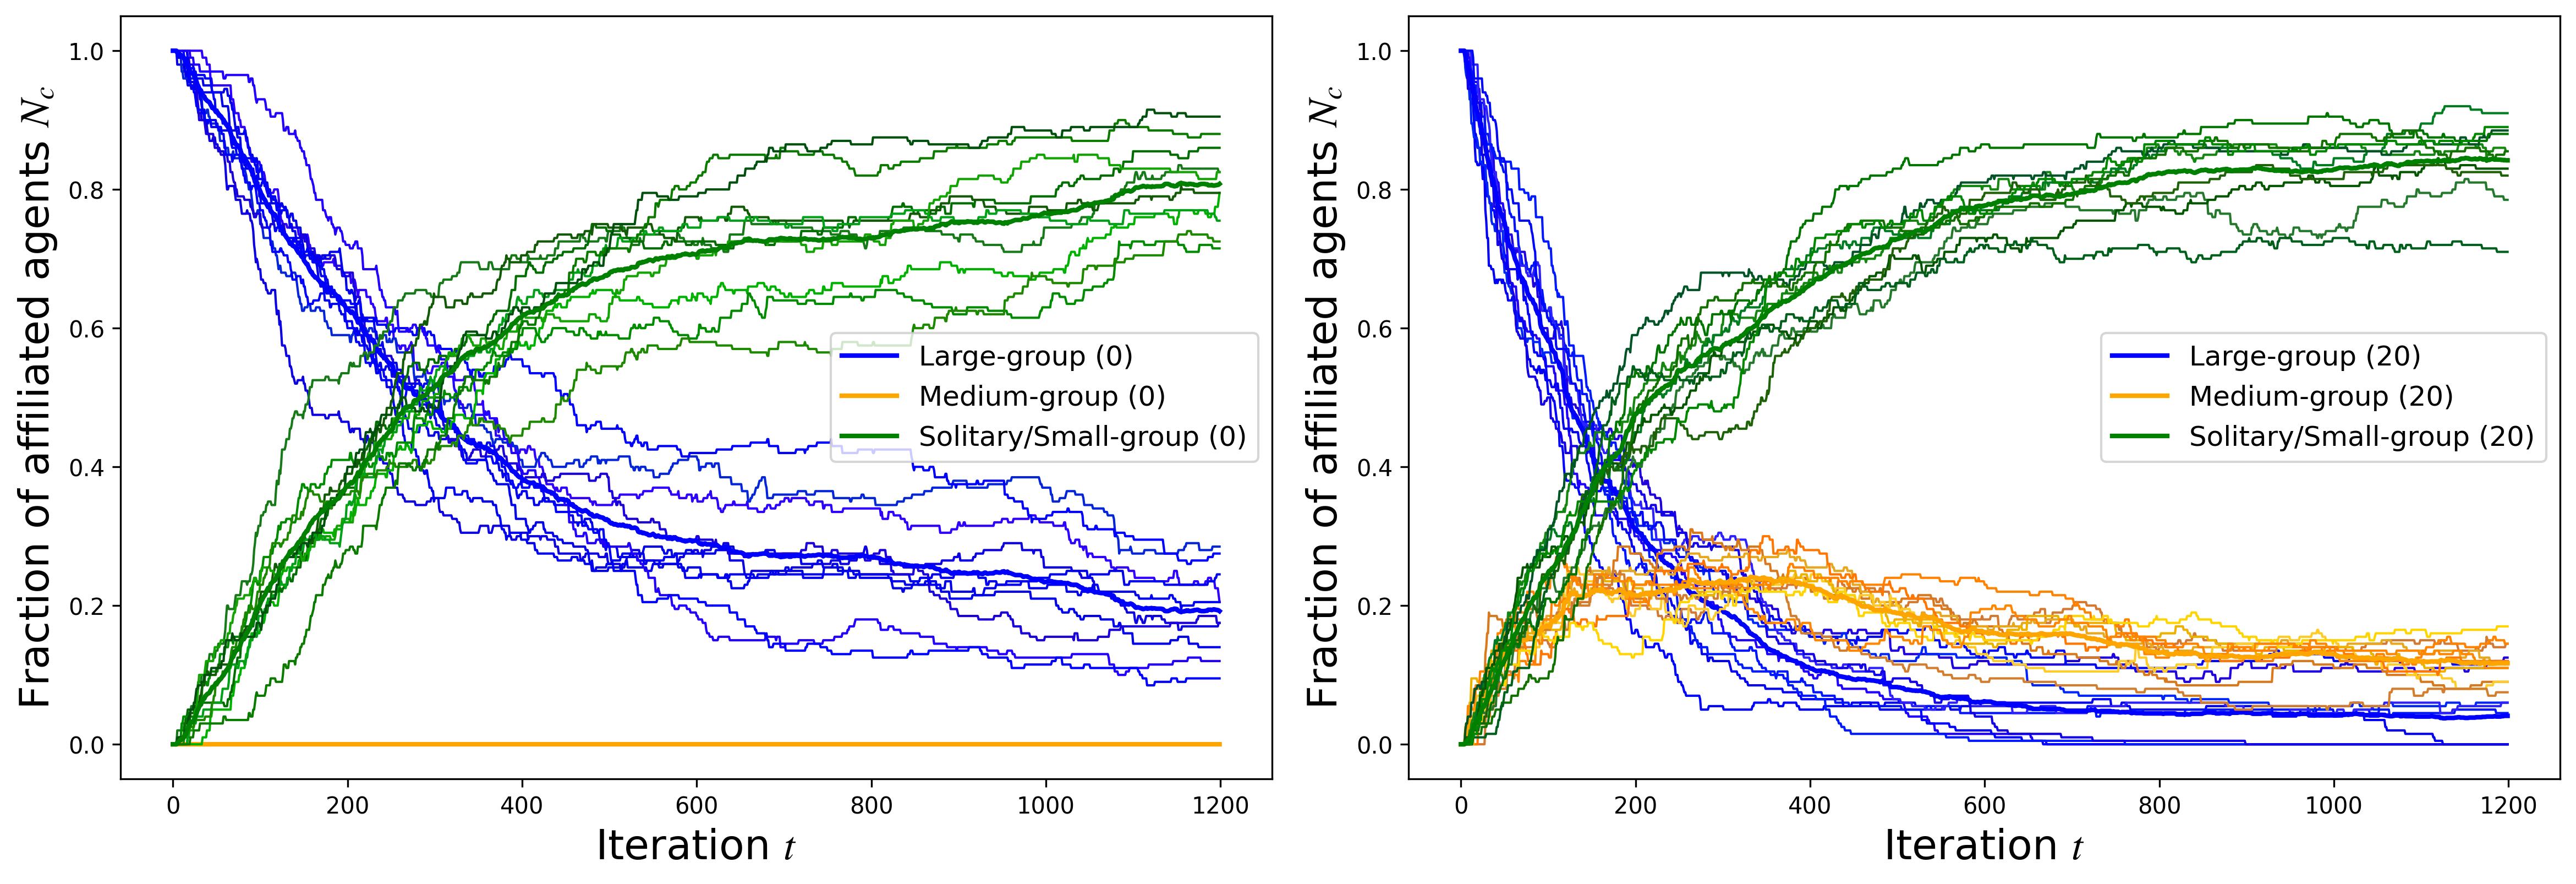 Fraction of affiliated agents N_c
1.0
0.8
0.6
0.4
0.2
0.0
0 200 400 600 800 1000 1200
Iteration t
Large-group (0)
Medium-group (0)
Solitary/Small-group (0)
Fraction of affiliated agents N_c
1.0
0.8
0.6
0.4
0.2
0.0
0 200 400 600 800 1000 1200
Iteration t
Large-group (20)
Medium-group (20)
Solitary/Small-group (20)